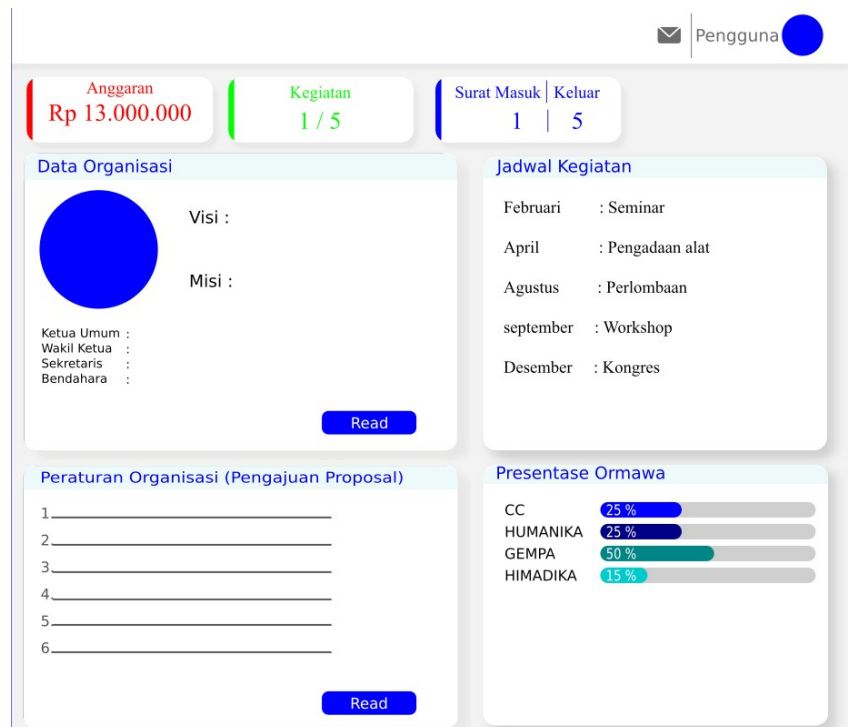 Pengguna
Anggaran
Rp 13.000.000
Kegiatan
1 / 5
Surat Masuk | Keluar
1 | 5
Data Organisasi
Visi :
Misi :
Ketua Umum :
Wakil Ketua :
Sekretaris :
Bendahara :
Read
Jadwal Kegiatan
Februari : Seminar
April : Pengadaan alat
Agustus : Perlombaan
september : Workshop
Desember : Kongres
Peraturan Organisasi (Pengajuan Proposal)
1.
2.
3.
4.
5.
6.
Read
Presentase Ormawa
CC 25 %
HUMANIKA 25 %
GEMPA 50 %
HIMADIKA 15 %